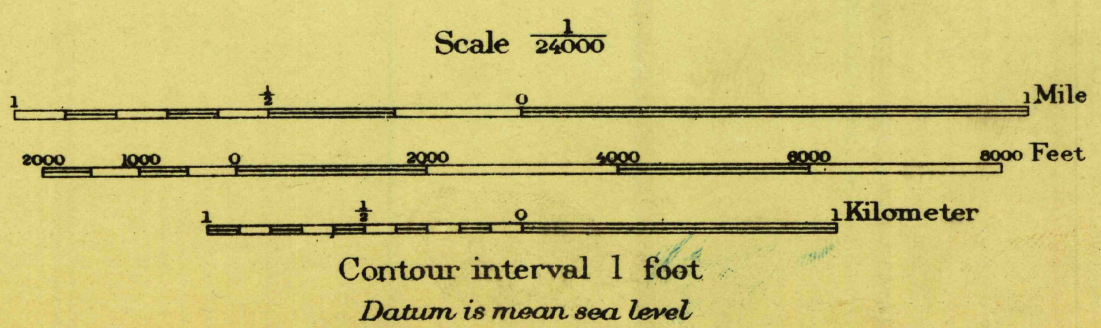 Scale 1/24000
1 ½ 0 1 Mile
2000 1000 0 2000 4000 6000 8000 Feet
1 ½ 0 1 Kilometer
Contour interval 1 foot
Datum is mean sea level